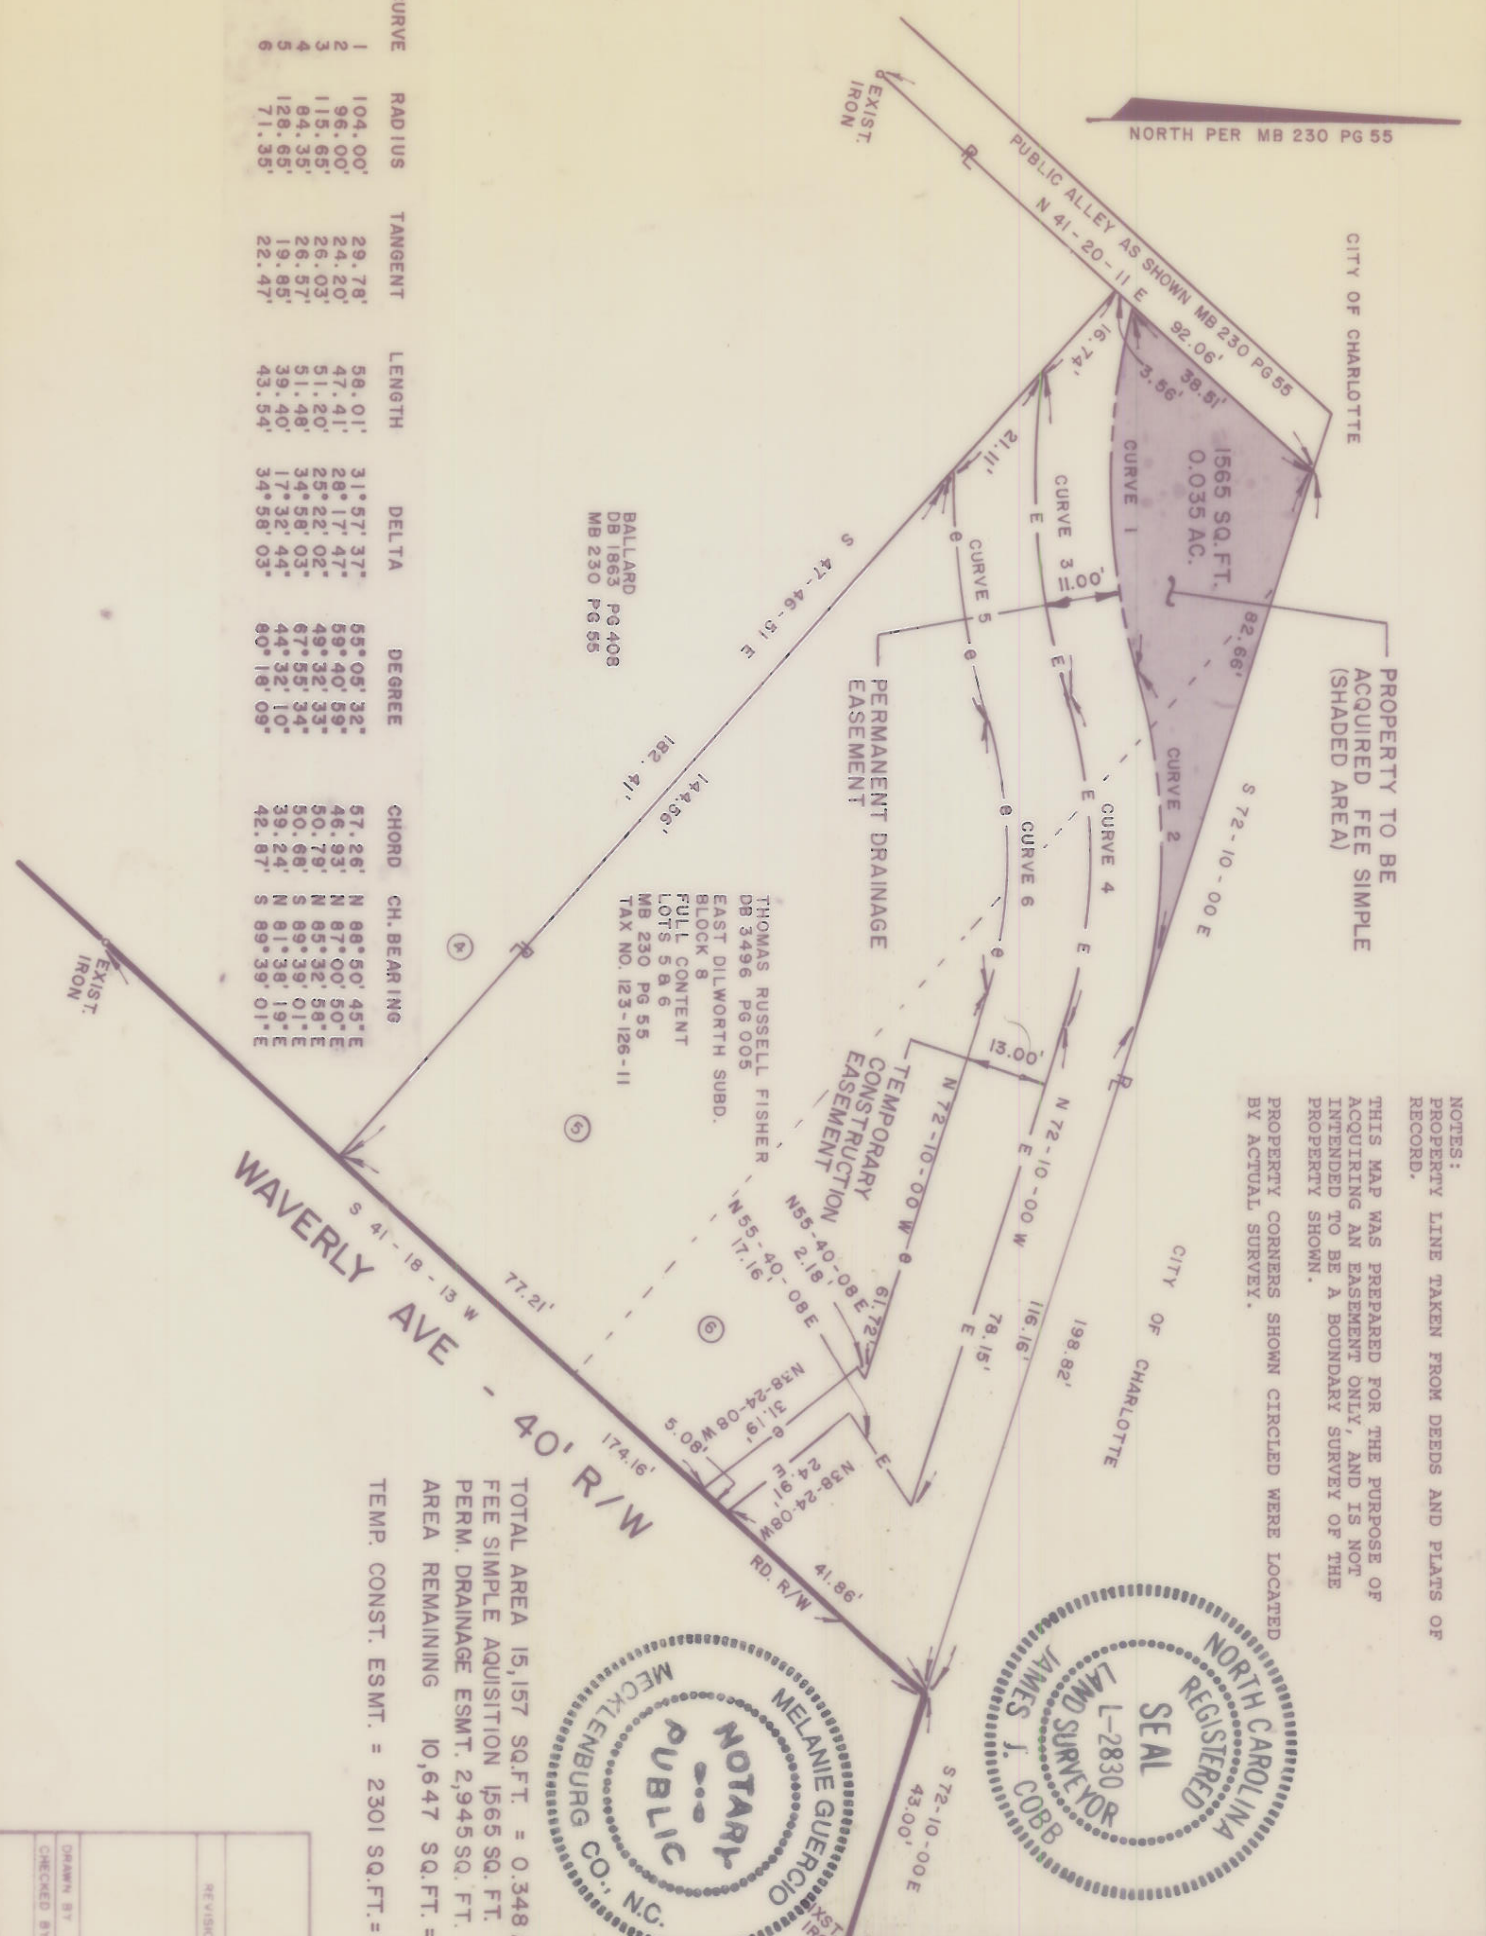 NOTES:
PROPERTY LINE TAKEN FROM DEEDS AND PLATS OF
RECORD.
THIS MAP WAS PREPARED FOR THE PURPOSE OF
ACQUIRING AN EASEMENT ONLY, AND IS NOT
INTENDED TO BE A BOUNDARY SURVEY OF THE
PROPERTY SHOWN.
PROPERTY CORNERS SHOWN CIRCLED WERE LOCATED
BY ACTUAL SURVEY.
NORTH PER MB 230 PG 55
CITY OF CHARLOTTE
PROPERTY TO BE
ACQUIRED FEE SIMPLE
(SHADED AREA)
EXIST.
IRON
PUBLIC ALLEY AS SHOWN MB 230 PG 55
N 41-20-11 E
92.06'
38.51'
3.56'
1565 SQ. FT.
0.035 AC.
82.66'
S 72-10-00 E
CURVE 1
CURVE 2
16.74'
21.11'
CURVE 3
11.00'
CURVE 4
CURVE 5
CURVE 6
E
e
PERMANENT DRAINAGE
EASEMENT
13.00'
N 72-10-00 W
N 72-10-00 W
CITY OF CHARLOTTE
198.82'
116.16'
78.15'
61.72'
TEMPORARY
CONSTRUCTION
EASEMENT
N55-40-08E
2.18'
N55-40-08E
17.16'
THOMAS RUSSELL FISHER
DB 3496 PG 005
EAST DILWORTH SUBD.
BLOCK 8
FULL CONTENT
LOTS 5 & 6
MB 230 PG 55
TAX NO. 123-126-11
BALLARD
DB 1863 PG 408
MB 230 PG 55
S 47-46-51 E
182.41'
144.56'
4
5
6
N38-24-08W
31.19'
N38-24-08W
24.91'
5.08'
S 41-18-13 W
77.21'
174.16'
41.86'
RD. R/W
WAVERLY AVE - 40' R/W
EXIST.
IRON
S 72-10-00 E
43.00'
URVE RADIUS TANGENT LENGTH DELTA DEGREE CHORD CH. BEARING
1 104.00' 29.78' 58.01' 31°57'37" 55°05'32" 57.26' N 88°50'45" E
2 96.00' 24.20' 47.41' 28°17'47" 59°40'59" 46.93' N 87°00'50" E
3 115.65' 26.03' 51.20' 25°22'02" 49°32'33" 50.79' N 85°32'58" E
4 84.35' 26.57' 51.48' 34°58'03" 67°55'34" 50.68' S 89°39'01" E
5 128.65' 19.85' 39.40' 17°32'44" 44°32'10" 39.24' N 81°38'19" E
6 71.35' 22.47' 43.54' 34°58'03" 80°18'09" 42.87' S 89°39'01" E
TOTAL AREA 15,157 SQ.FT. = 0.348
FEE SIMPLE AQUISITION 1,565 SQ. FT.
PERM. DRAINAGE ESMT. 2,945 SQ. FT.
AREA REMAINING 10,647 SQ.FT. =
TEMP. CONST. ESMT. = 2301 SQ.FT. =
NORTH CAROLINA
REGISTERED
SEAL
L-2830
LAND SURVEYOR
JAMES J. COBB
MELANIE GUERCIO
NOTARY
PUBLIC
MECKLENBURG CO., N.C.
REVISI
DRAWN BY
CHECKED BY